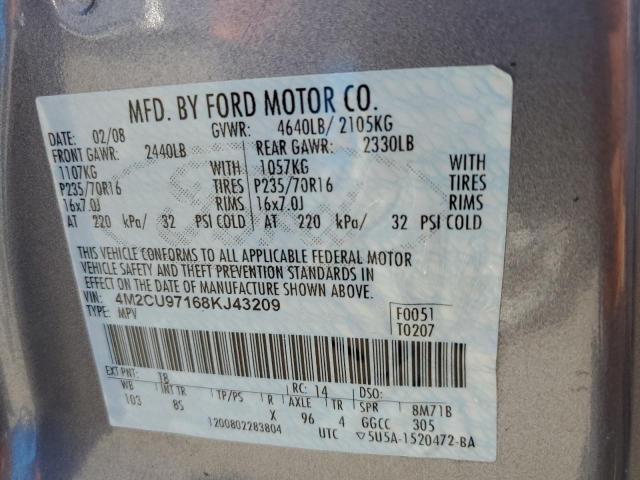 MFD. BY FORD MOTOR CO.
DATE: 02/08 GVWR: 4640LB/ 2105KG
FRONT GAWR: 2440LB REAR GAWR: 2330LB
1107KG WITH 1057KG WITH
P235/70R16 TIRES P235/70R16 TIRES
16x7.0J RIMS 16x7.0J RIMS
AT 220 kPa/ 32 PSI COLD AT 220 kPa/ 32 PSI COLD
THIS VEHICLE CONFORMS TO ALL APPLICABLE FEDERAL MOTOR
VEHICLE SAFETY AND THEFT PREVENTION STANDARDS IN
EFFECT ON THE DATE OF MANUFACTURE SHOWN ABOVE.
VIN: 4M2CU97168KJ43209 F0051
TYPE: MPV T0207
EXT PNT: T8 RC: 14 DSO:
WB INT TR TP/PS R AXLE TR SPR 8M71B
103 85 X 96 4 GGCC 305
1200802283804 UTC ▽5U5A-1520472-BA